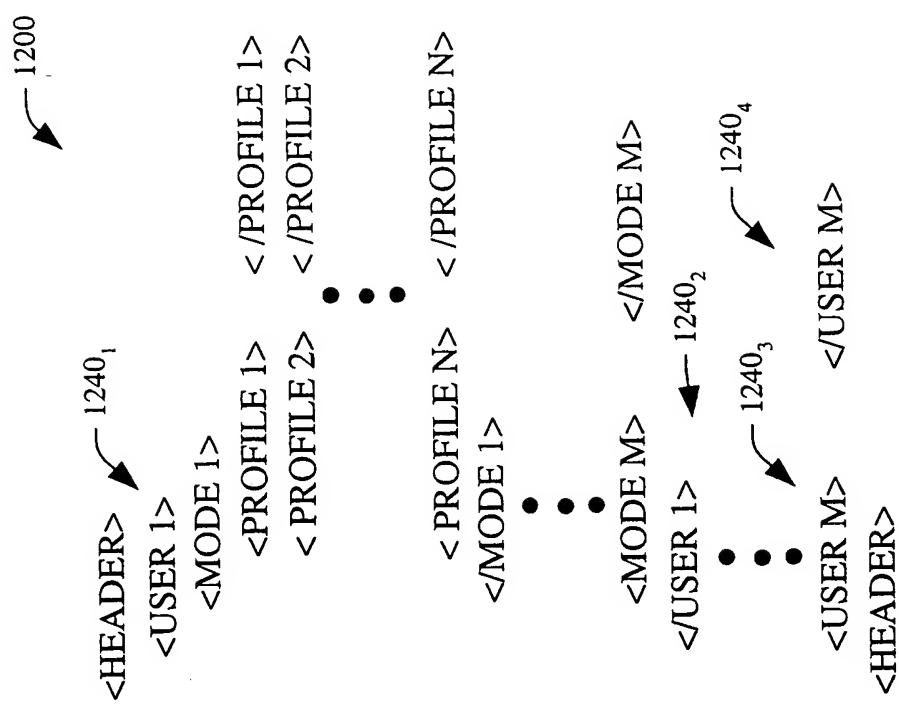 1200
<HEADER> 1240₁
<USER 1>
<MODE 1>
<PROFILE 1> </PROFILE 1>
<PROFILE 2> </PROFILE 2>
<PROFILE N> </PROFILE N>
</MODE 1>
<MODE M> </MODE M>
</USER 1> 1240₂
1240₃ 1240₄
<USER M> </USER M>
<HEADER>